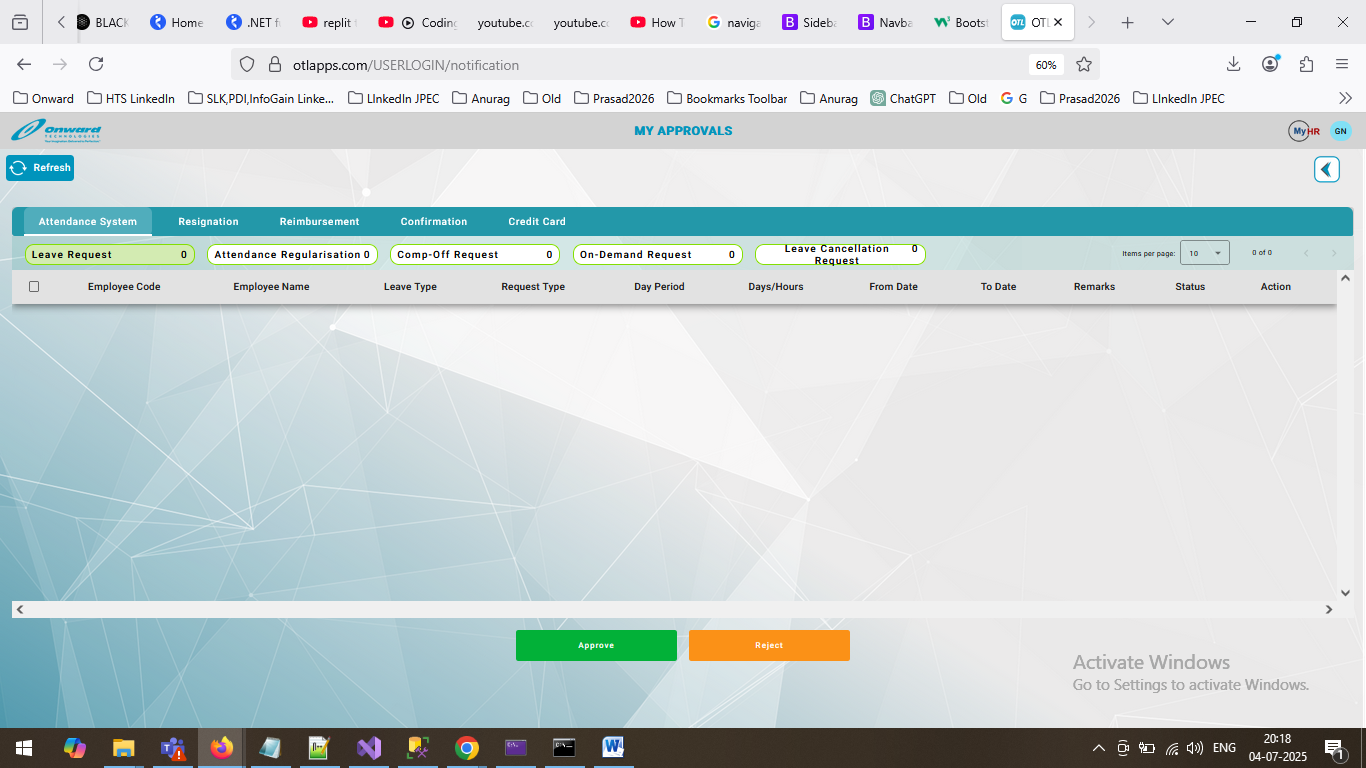 BLACK Home .NET f replit Coding youtube.co youtube.co How T naviga Sideba Navba Boots OTL
otlapps.com/USERLOGIN/notification 60%
Onward HTS LinkedIn SLK,PDI,InfoGain Linke... LInkedIn JPEC Anurag Old Prasad2026 Bookmarks Toolbar Anurag ChatGPT Old G Prasad2026 LInkedIn JPEC
Onward MY APPROVALS MyHR GN
TECHNOLOGIES
Refresh
Attendance System Resignation Reimbursement Confirmation Credit Card
Leave Request 0 Attendance Regularisation 0 Comp-Off Request 0 On-Demand Request 0 Leave Cancellation Request 0 Items per page: 10 0 of 0
Employee Code Employee Name Leave Type Request Type Day Period Days/Hours From Date To Date Remarks Status Action
Approve Reject
Activate Windows
Go to Settings to activate Windows.
ENG 20:18
04-07-2025 1